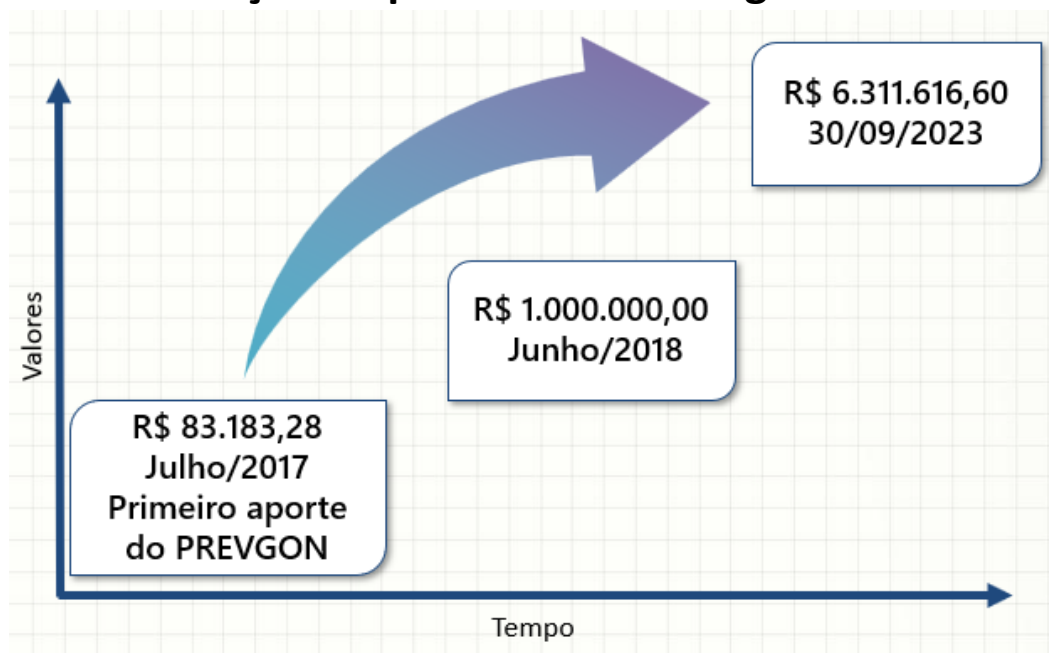 Valores
R$ 6.311.616,60
30/09/2023
R$ 1.000.000,00
Junho/2018
R$ 83.183,28
Julho/2017
Primeiro aporte
do PREVGON
Tempo